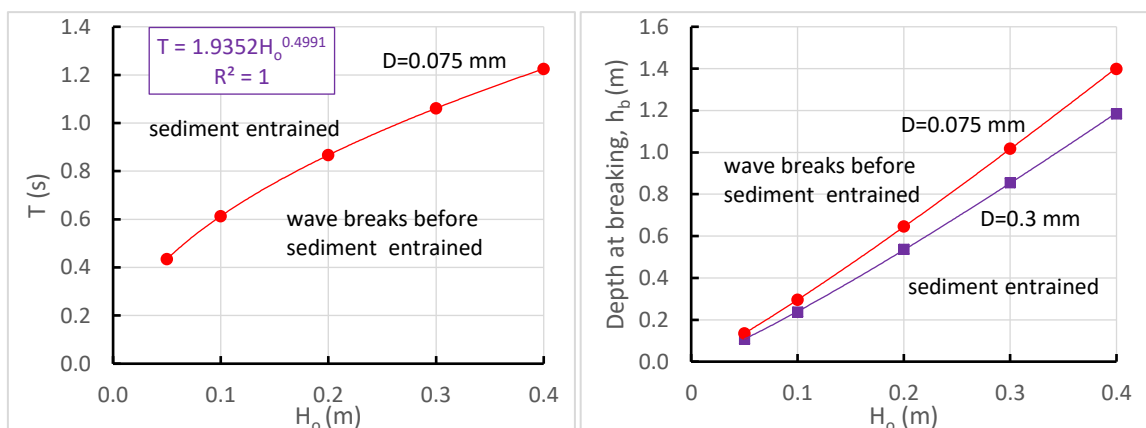 1.4
1.2
1.0
0.8
0.6
0.4
0.2
0.0
T (s)
T = 1.9352Hₒ^0.4991
R² = 1
D=0.075 mm
sediment entrained
wave breaks before
sediment entrained
0.0 0.1 0.2 0.3 0.4
Hₒ (m)
1.6
1.4
1.2
1.0
0.8
0.6
0.4
0.2
0.0
Depth at breaking, h_b (m)
D=0.075 mm
wave breaks before
sediment entrained
D=0.3 mm
sediment entrained
0 0.1 0.2 0.3 0.4
Hₒ (m)